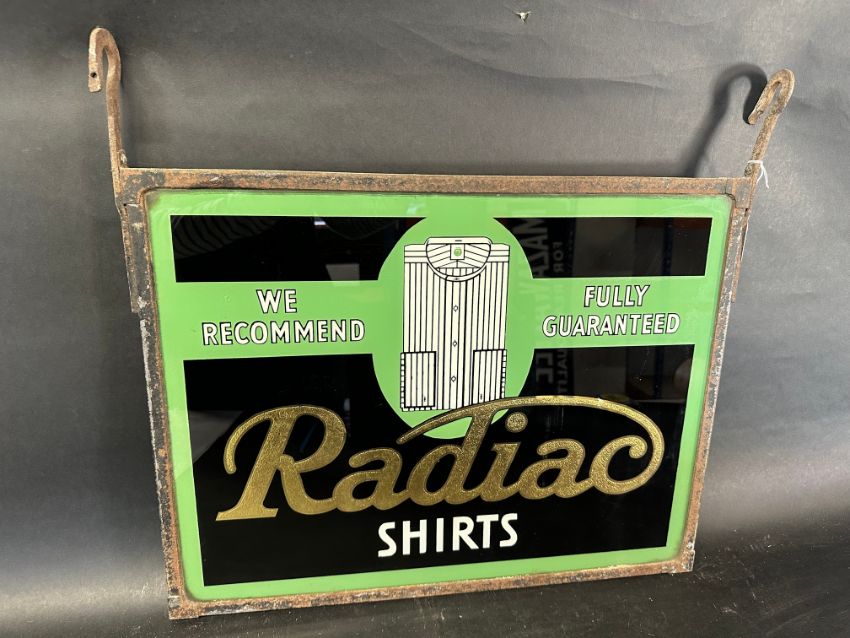 WE
RECOMMEND
FULLY
GUARANTEED
Radiac
SHIRTS